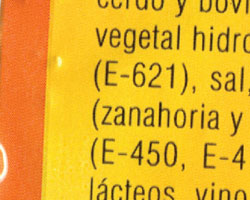 cerdo y bovi
vegetal hidro
(E-621), sal,
(zanahoria y
(E-450, E-4
lácteos, vino